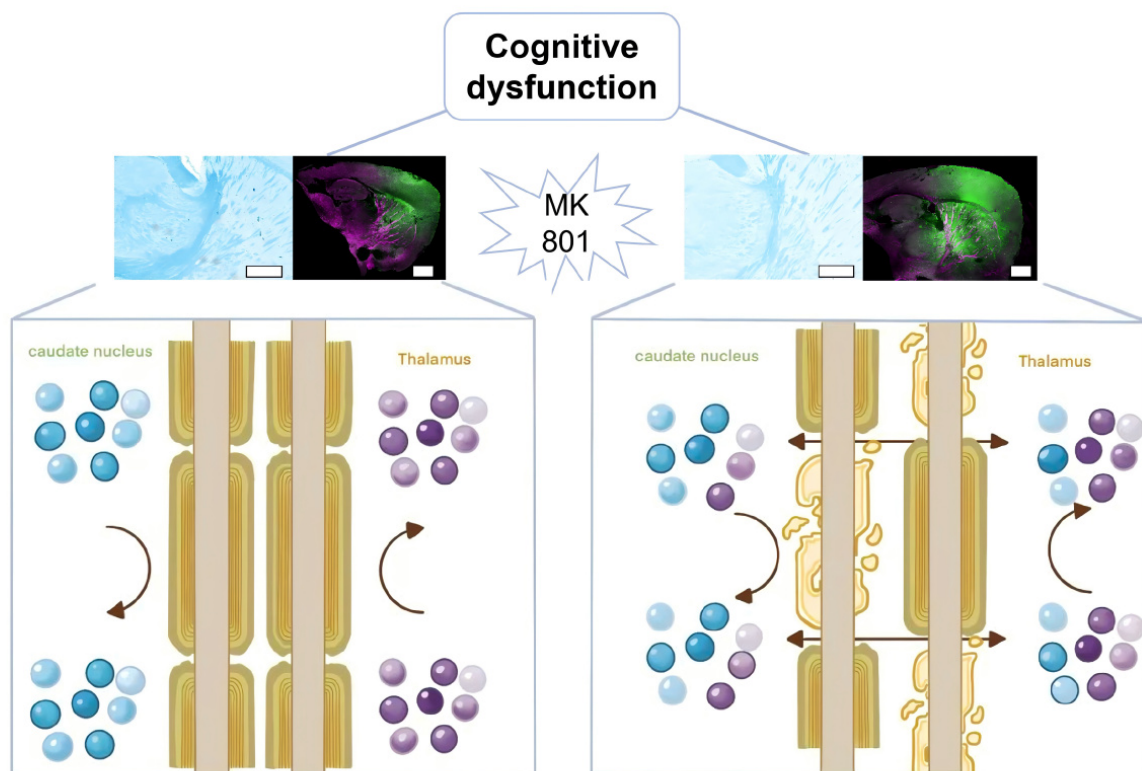 Cognitive
dysfunction
MK
801
caudate nucleus
Thalamus
caudate nucleus
Thalamus